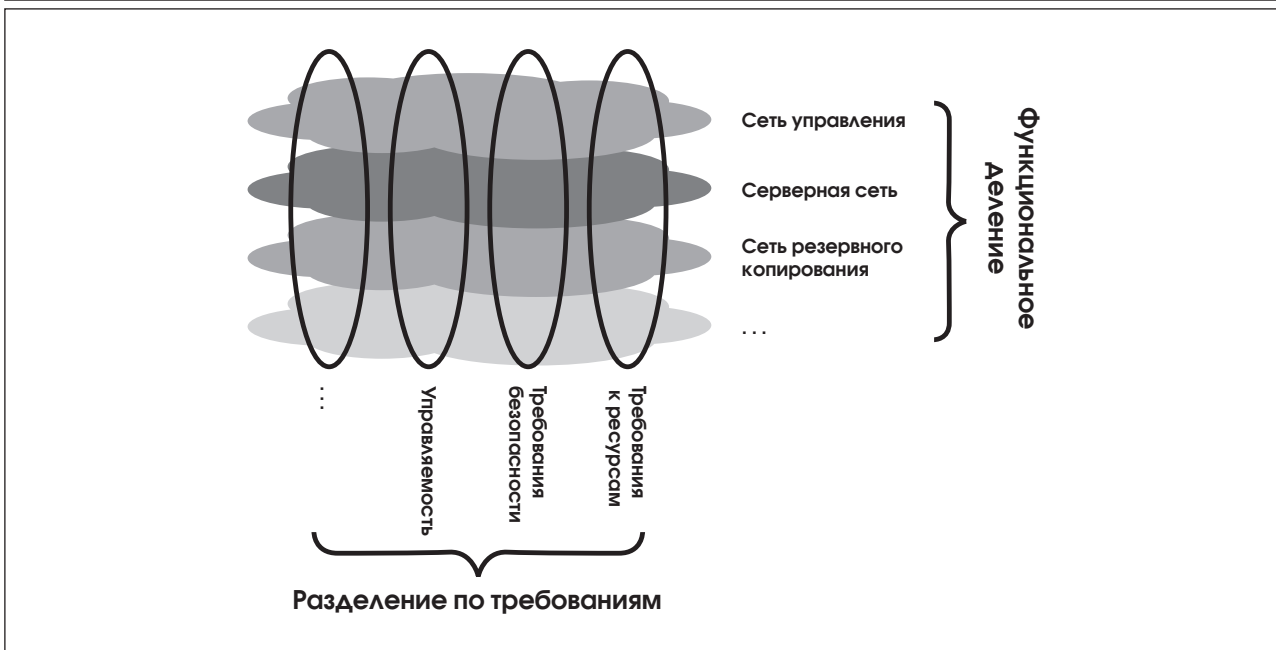 Сеть управления
Серверная сеть
Сеть резервного
копирования
...
Функциональное
деление
...
Управляемость
Требования
безопасности
Требования
к ресурсам
Разделение по требованиям